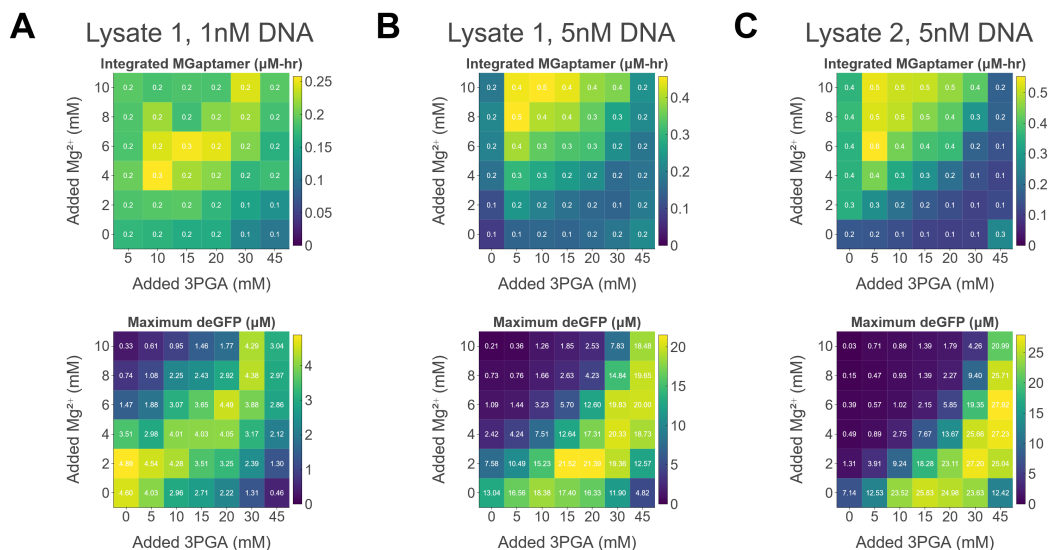 A
Lysate 1, 1nM DNA
Integrated MGaptamer (µM-hr)
Added Mg²⁺ (mM)
10 0.2 0.2 0.2 0.2 0.2 0.2
8 0.2 0.2 0.2 0.2 0.2 0.2
6 0.2 0.2 0.3 0.2 0.2 0.2
4 0.2 0.3 0.2 0.2 0.2 0.2
2 0.2 0.2 0.2 0.2 0.1 0.1
0 0.2 0.2 0.2 0.2 0.1 0.1
5 10 15 20 30 45
Added 3PGA (mM)
0.25
0.2
0.15
0.1
0.05
0
Maximum deGFP (µM)
Added Mg²⁺ (mM)
10 0.33 0.61 0.95 1.46 1.77 4.29 3.04
8 0.74 1.08 2.25 2.43 2.92 4.38 2.97
6 1.47 1.88 3.07 3.65 4.49 3.68 2.86
4 3.51 2.98 4.01 4.03 4.05 3.17 2.12
2 4.80 4.54 4.28 3.51 3.25 2.39 1.30
0 4.60 4.03 2.96 2.71 2.22 1.31 0.46
0 5 10 15 20 30 45
Added 3PGA (mM)
4
3
2
1
0
B
Lysate 1, 5nM DNA
Integrated MGaptamer (µM-hr)
Added Mg²⁺ (mM)
10 0.2 0.4 0.5 0.4 0.4 0.4 0.2
8 0.2 0.5 0.4 0.4 0.3 0.2 0.2
6 0.2 0.4 0.3 0.3 0.3 0.2 0.2
4 0.2 0.3 0.3 0.2 0.2 0.2 0.2
2 0.1 0.2 0.2 0.2 0.2 0.1 0.2
0 0.1 0.2 0.1 0.2 0.1 0.1 0.2
0 5 10 15 20 30 45
Added 3PGA (mM)
0.4
0.3
0.2
0.1
0
Maximum deGFP (µM)
Added Mg²⁺ (mM)
10 0.21 0.36 1.26 1.85 2.53 7.83 18.48
8 0.73 0.76 1.66 2.63 4.23 14.84 19.65
6 1.09 1.44 3.23 5.70 12.60 19.83 20.00
4 2.42 4.24 7.51 12.64 17.31 20.33 18.73
2 7.58 10.49 15.23 21.52 21.39 19.36 12.57
0 13.04 16.56 18.38 17.40 16.33 11.90 4.82
0 5 10 15 20 30 45
Added 3PGA (mM)
20
15
10
5
0
C
Lysate 2, 5nM DNA
Integrated MGaptamer (µM-hr)
Added Mg²⁺ (mM)
10 0.4 0.5 0.5 0.5 0.5 0.4 0.2
8 0.4 0.5 0.5 0.4 0.4 0.3 0.2
6 0.4 0.6 0.5 0.4 0.4 0.2 0.1
4 0.4 0.4 0.3 0.3 0.2 0.2 0.1
2 0.3 0.3 0.2 0.2 0.2 0.1 0.1
0 0.2 0.2 0.1 0.1 0.1 0.1 0.3
0 5 10 15 20 30 45
Added 3PGA (mM)
0.5
0.4
0.3
0.2
0.1
0
Maximum deGFP (µM)
Added Mg²⁺ (mM)
10 0.03 0.71 0.89 1.39 1.79 4.26 20.99
8 0.15 0.47 0.93 1.39 2.27 9.40 25.71
6 0.39 0.57 1.02 2.15 5.85 19.35 27.92
4 0.49 0.89 2.75 7.67 13.67 25.66 27.23
2 1.31 3.91 9.24 18.28 23.11 27.20 25.04
0 7.14 12.53 23.52 25.83 24.98 23.63 12.42
0 5 10 15 20 30 45
Added 3PGA (mM)
25
20
15
10
5
0